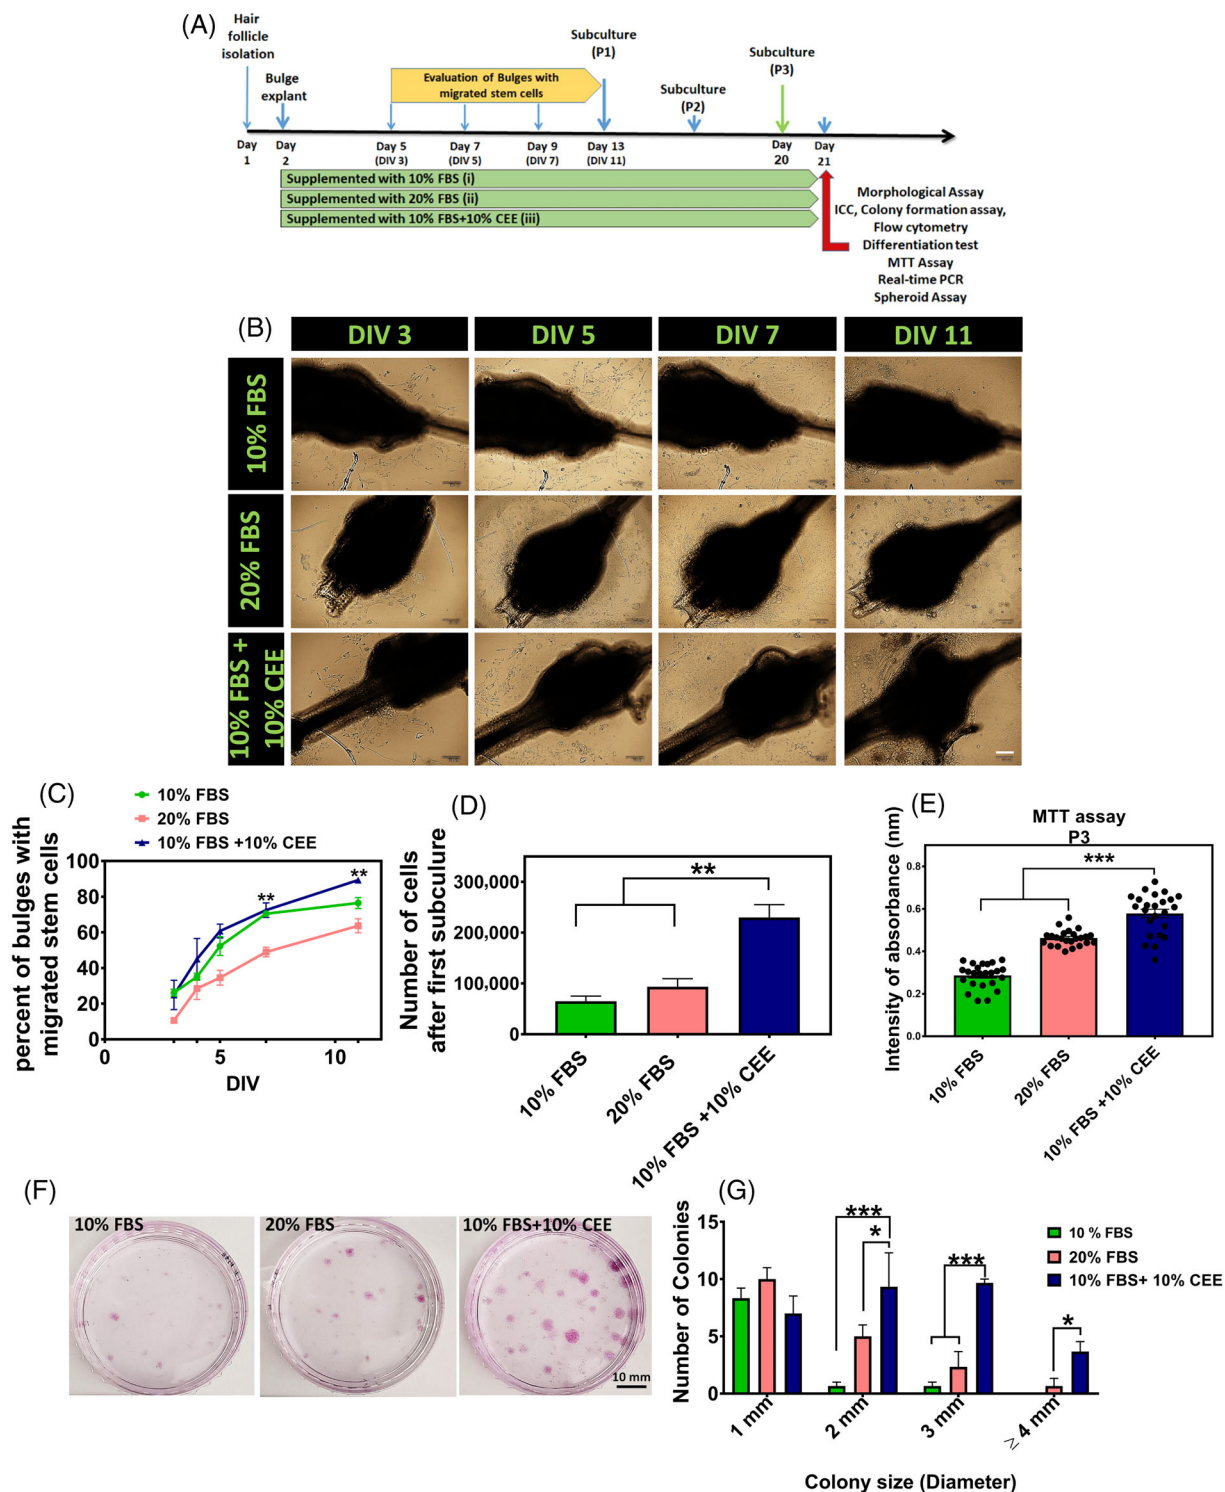 (A)
Hair
follicle
isolation
Bulge
explant
Evaluation of Bulges with
migrated stem cells
Subculture
(P1)
Subculture
(P2)
Subculture
(P3)
Day
1
Day
2
Day 5
(DIV 3)
Day 7
(DIV 5)
Day 9
(DIV 7)
Day 13
(DIV 11)
Day
20
Day
21
Supplemented with 10% FBS (i)
Supplemented with 20% FBS (ii)
Supplemented with 10% FBS+10% CEE (iii)
Morphological Assay
ICC, Colony formation assay,
Flow cytometry
Differentiation test
MTT Assay
Real-time PCR
Spheroid Assay
(B)
DIV 3
DIV 5
DIV 7
DIV 11
10% FBS
20% FBS
10% FBS +
10% CEE
(C)
10% FBS
20% FBS
10% FBS +10% CEE
percent of bulges with
migrated stem cells
100
80
60
40
20
0
0
5
10
**
**
DIV
(D)
Number of cells
after first subculure
300,000
200,000
100,000
0
**
10% FBS
20% FBS
10% FBS +10% CEE
(E)
MTT assay
P3
Intensity of absorbance (nm)
0.8
0.6
0.4
0.2
0.0
***
10% FBS
20% FBS
10% FBS +10% CEE
(F)
10% FBS
20% FBS
10% FBS+10% CEE
10 mm
(G)
Number of Colonies
15
10
5
0
***
*
***
*
10 % FBS
20% FBS
10% FBS+ 10% CEE
1 mm
2 mm
3 mm
≥ 4 mm
Colony size (Diameter)